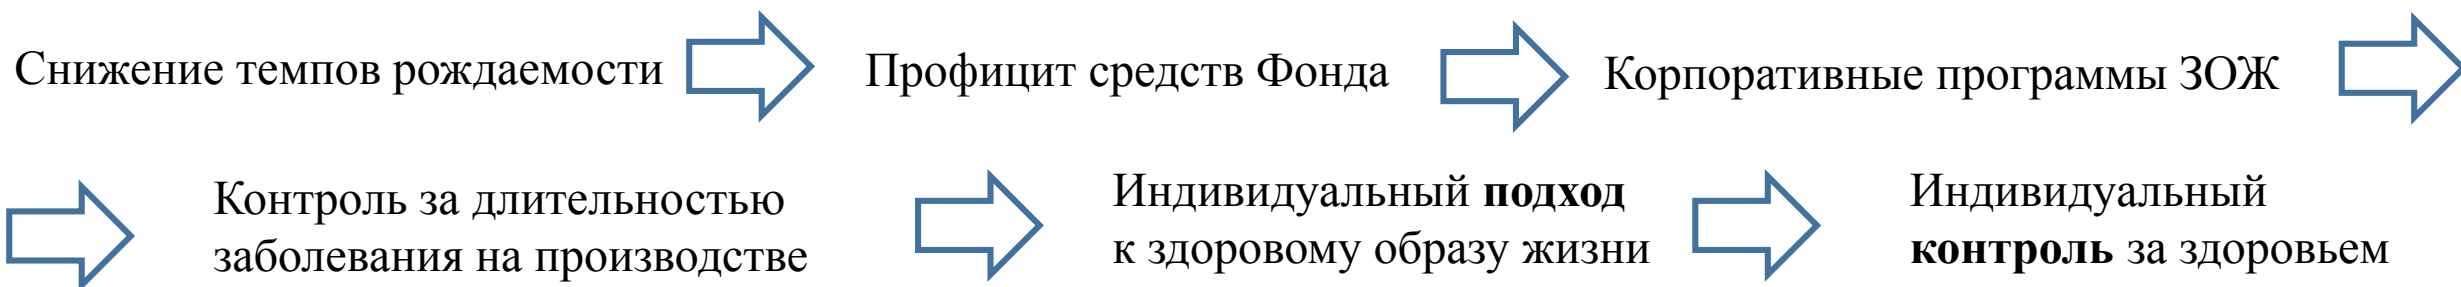 Снижение темпов рождаемости
Профицит средств Фонда
Корпоративные программы ЗОЖ
Контроль за длительностью
заболевания на производстве
Индивидуальный подход
к здоровому образу жизни
Индивидуальный
контроль за здоровьем